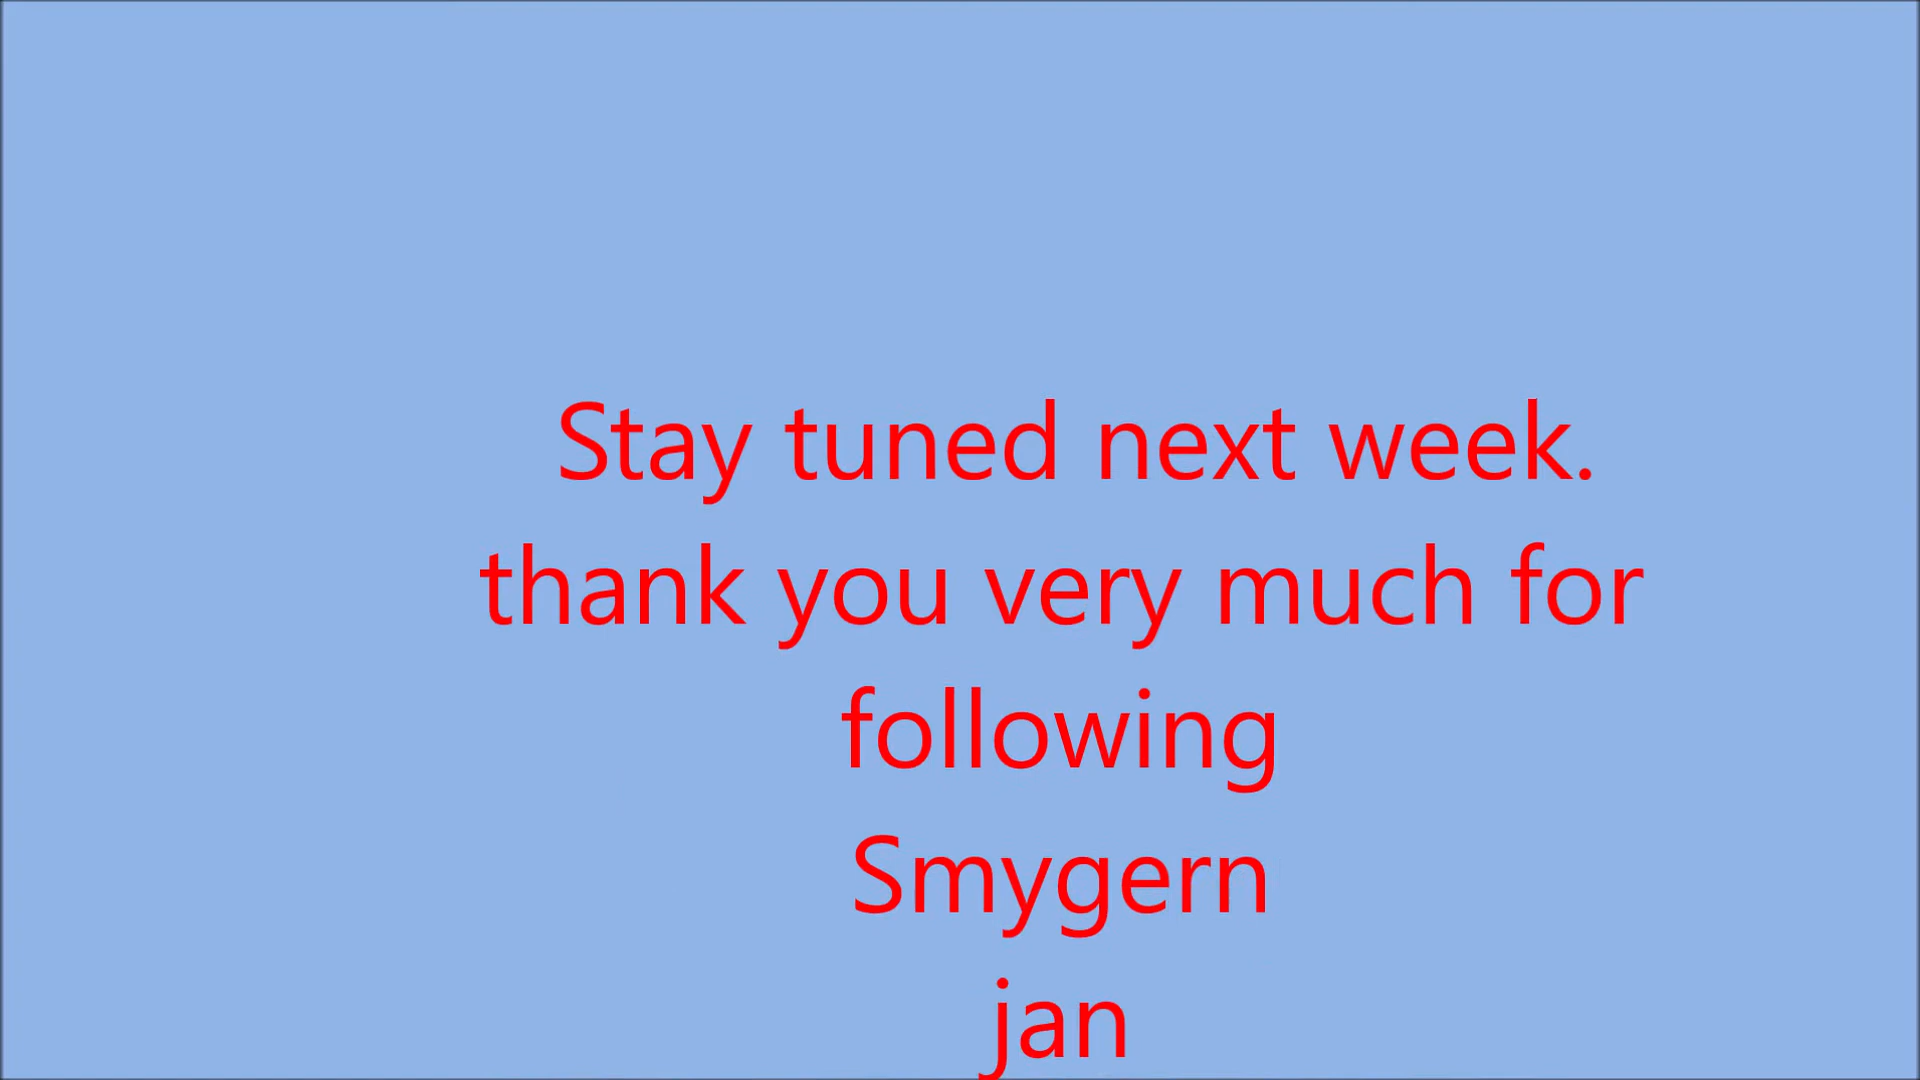 Stay tuned next week.
thank you very much for
following
Smygern
jan